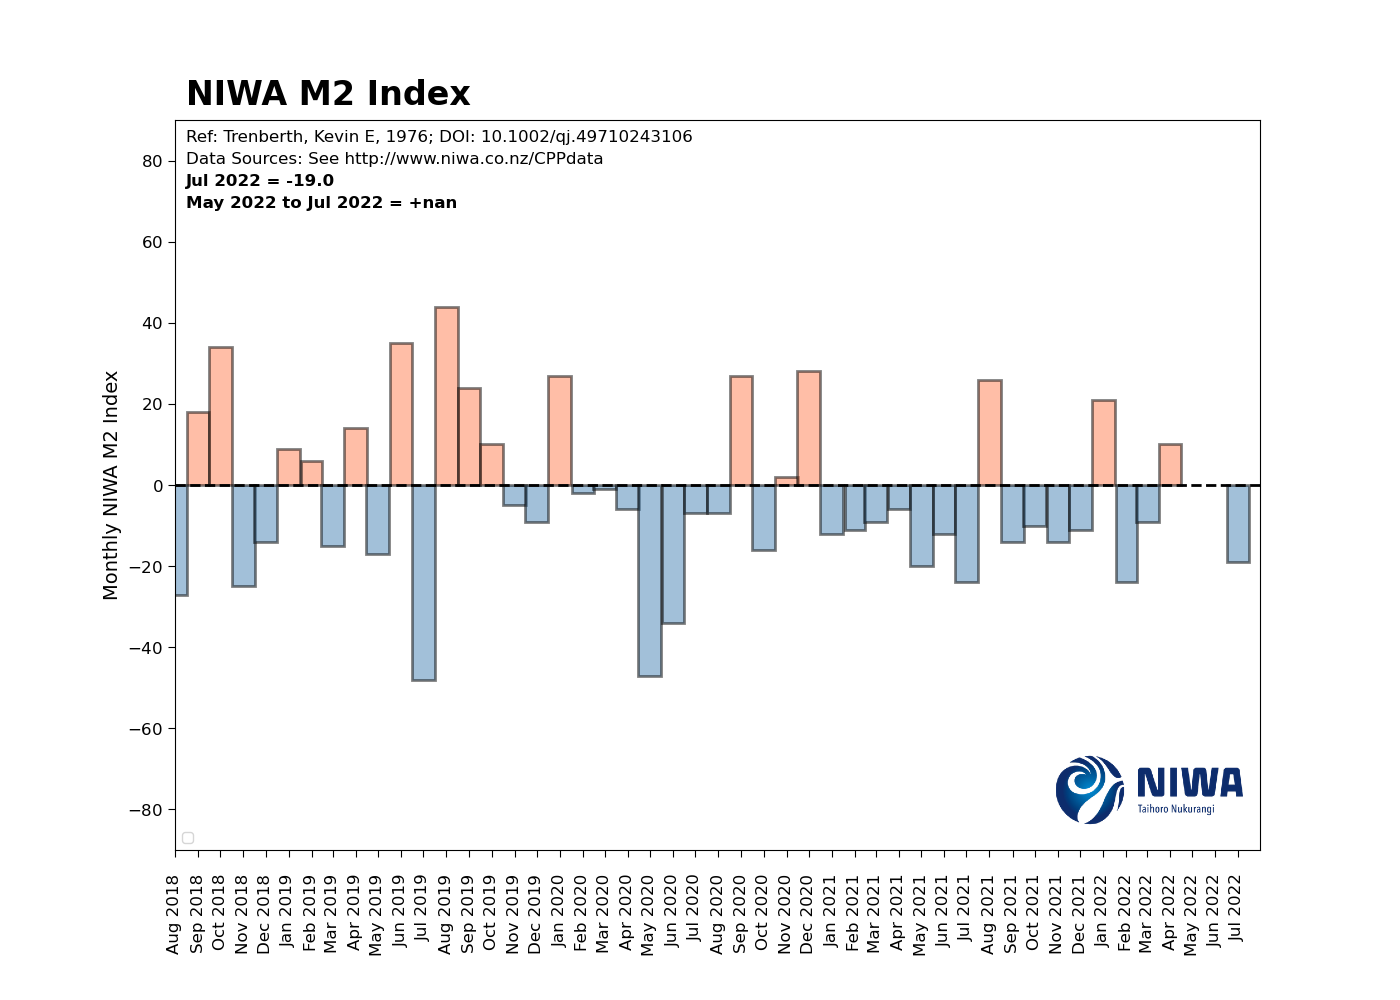 NIWA M2 Index
Ref: Trenberth, Kevin E, 1976; DOI: 10.1002/qj.49710243106
Data Sources: See http://www.niwa.co.nz/CPPdata
Jul 2022 = -19.0
May 2022 to Jul 2022 = +nan
Monthly NIWA M2 Index
80
60
40
20
0
−20
−40
−60
−80
NIWA
Taihoro Nukurangi
Aug 2018
Sep 2018
Oct 2018
Nov 2018
Dec 2018
Jan 2019
Feb 2019
Mar 2019
Apr 2019
May 2019
Jun 2019
Jul 2019
Aug 2019
Sep 2019
Oct 2019
Nov 2019
Dec 2019
Jan 2020
Feb 2020
Mar 2020
Apr 2020
May 2020
Jun 2020
Jul 2020
Aug 2020
Sep 2020
Oct 2020
Nov 2020
Dec 2020
Jan 2021
Feb 2021
Mar 2021
Apr 2021
May 2021
Jun 2021
Jul 2021
Aug 2021
Sep 2021
Oct 2021
Nov 2021
Dec 2021
Jan 2022
Feb 2022
Mar 2022
Apr 2022
May 2022
Jun 2022
Jul 2022